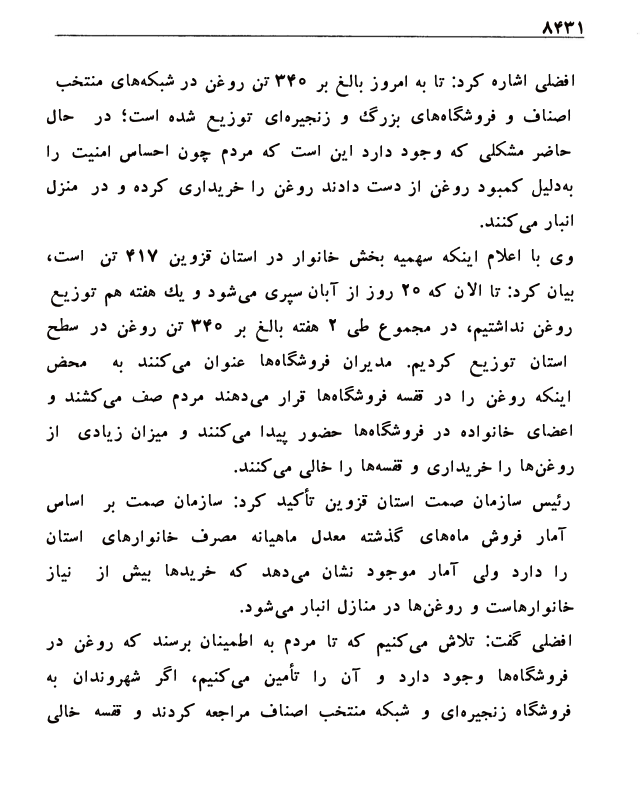 ۸۴۳۱
افضلی اشاره کرد: تا به امروز بالغ بر ۳۴۰ تن روغن در شبکه‌های منتخب
اصناف و فروشگاه‌های بزرگ و زنجیره‌ای توزیع شده است؛ در حال
حاضر مشکلی که وجود دارد این است که مردم چون احساس امنیت را
به‌دلیل کمبود روغن از دست دادند روغن را خریداری کرده و در منزل
انبار می‌کنند.
وی با اعلام اینکه سهمیه بخش خانوار در استان قزوین ۴۱۷ تن است،
بیان کرد: تا الان که ۲۰ روز از آبان سپری می‌شود و یك هفته هم توزیع
روغن نداشتیم، در مجموع طی ۲ هفته بالغ بر ۳۴۰ تن روغن در سطح
استان توزیع کردیم. مدیران فروشگاه‌ها عنوان می‌کنند به محض
اینکه روغن را در قفسه فروشگاه‌ها قرار می‌دهند مردم صف می‌کشند و
اعضای خانواده در فروشگاه‌ها حضور پیدا می‌کنند و میزان زیادی از
روغن‌ها را خریداری و قفسه‌ها را خالی می‌کنند.
رئیس سازمان صمت استان قزوین تأکید کرد: سازمان صمت بر اساس
آمار فروش ماه‌های گذشته معدل ماهیانه مصرف خانوارهای استان
را دارد ولی آمار موجود نشان می‌دهد که خریدها بیش از نیاز
خانوارهاست و روغن‌ها در منازل انبار می‌شود.
افضلی گفت: تلاش می‌کنیم که تا مردم به اطمینان برسند که روغن در
فروشگاه‌ها وجود دارد و آن را تأمین می‌کنیم، اگر شهروندان به
فروشگاه زنجیره‌ای و شبکه منتخب اصناف مراجعه کردند و قفسه خالی